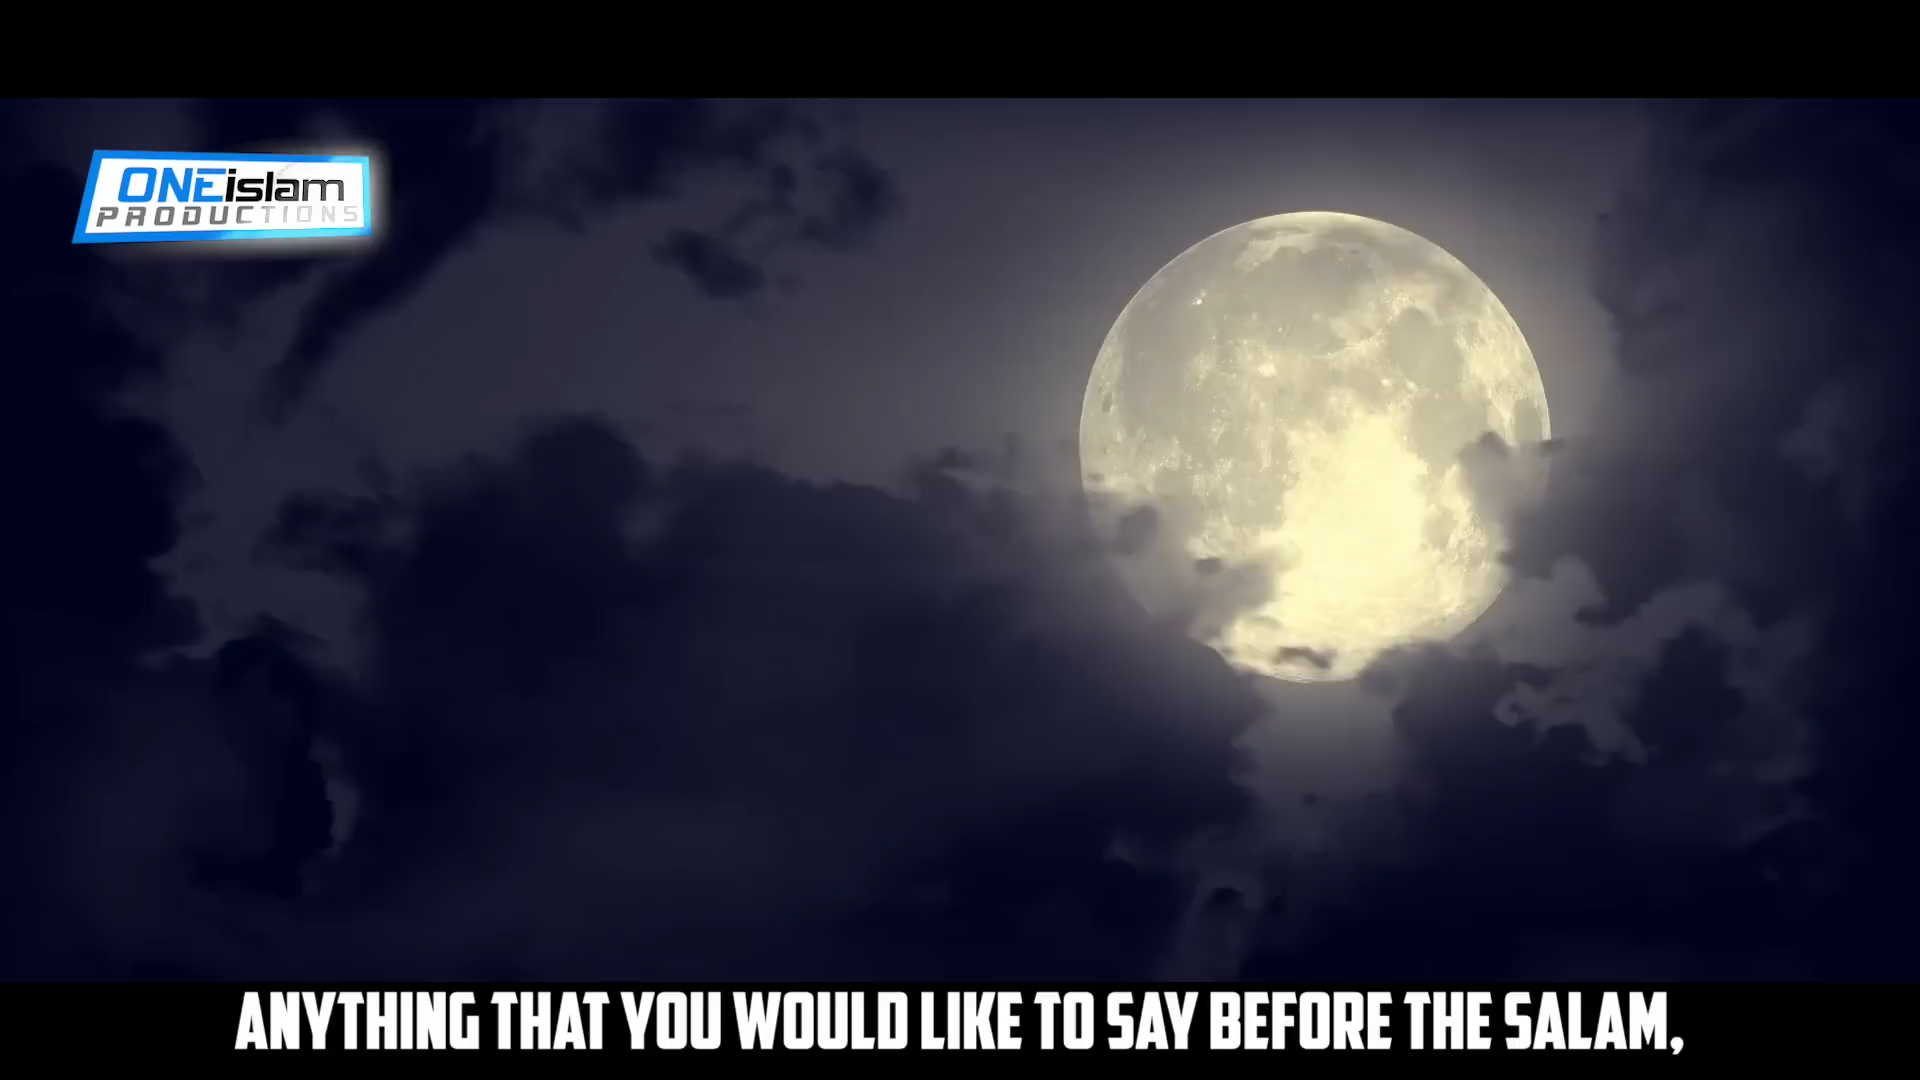 ONEislam
PRODUCTIONS
ANYTHING THAT YOU WOULD LIKE TO SAY BEFORE THE SALAM,